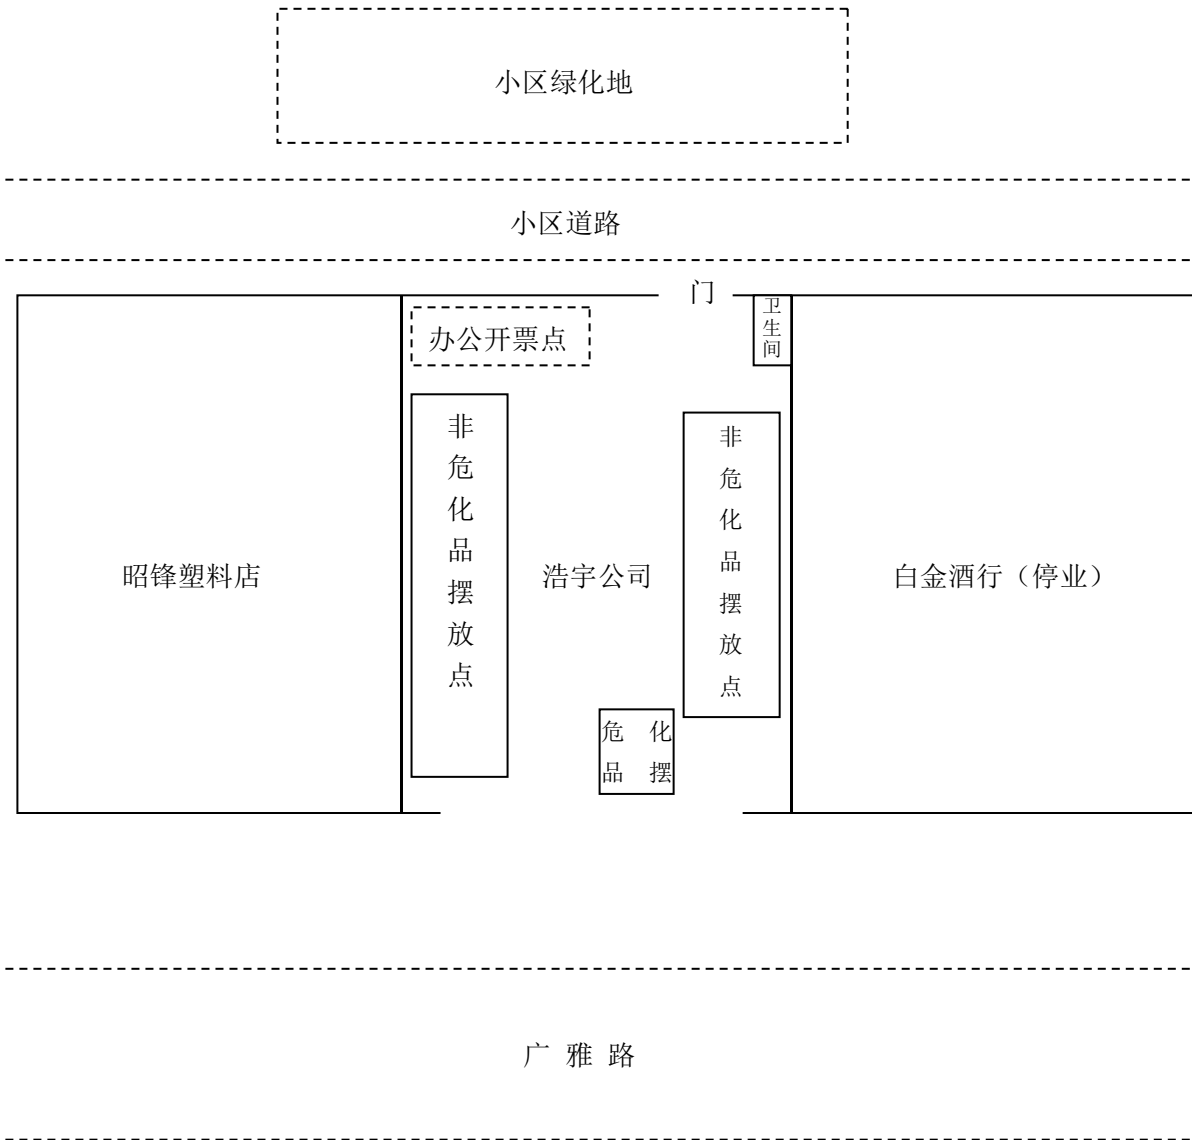 小区绿化地
小区道路
门
卫生间
办公开票点
非危化品摆放点
非危化品摆放点
昭锋塑料店
浩宇公司
白金酒行（停业）
危 化
品 摆
广 雅 路